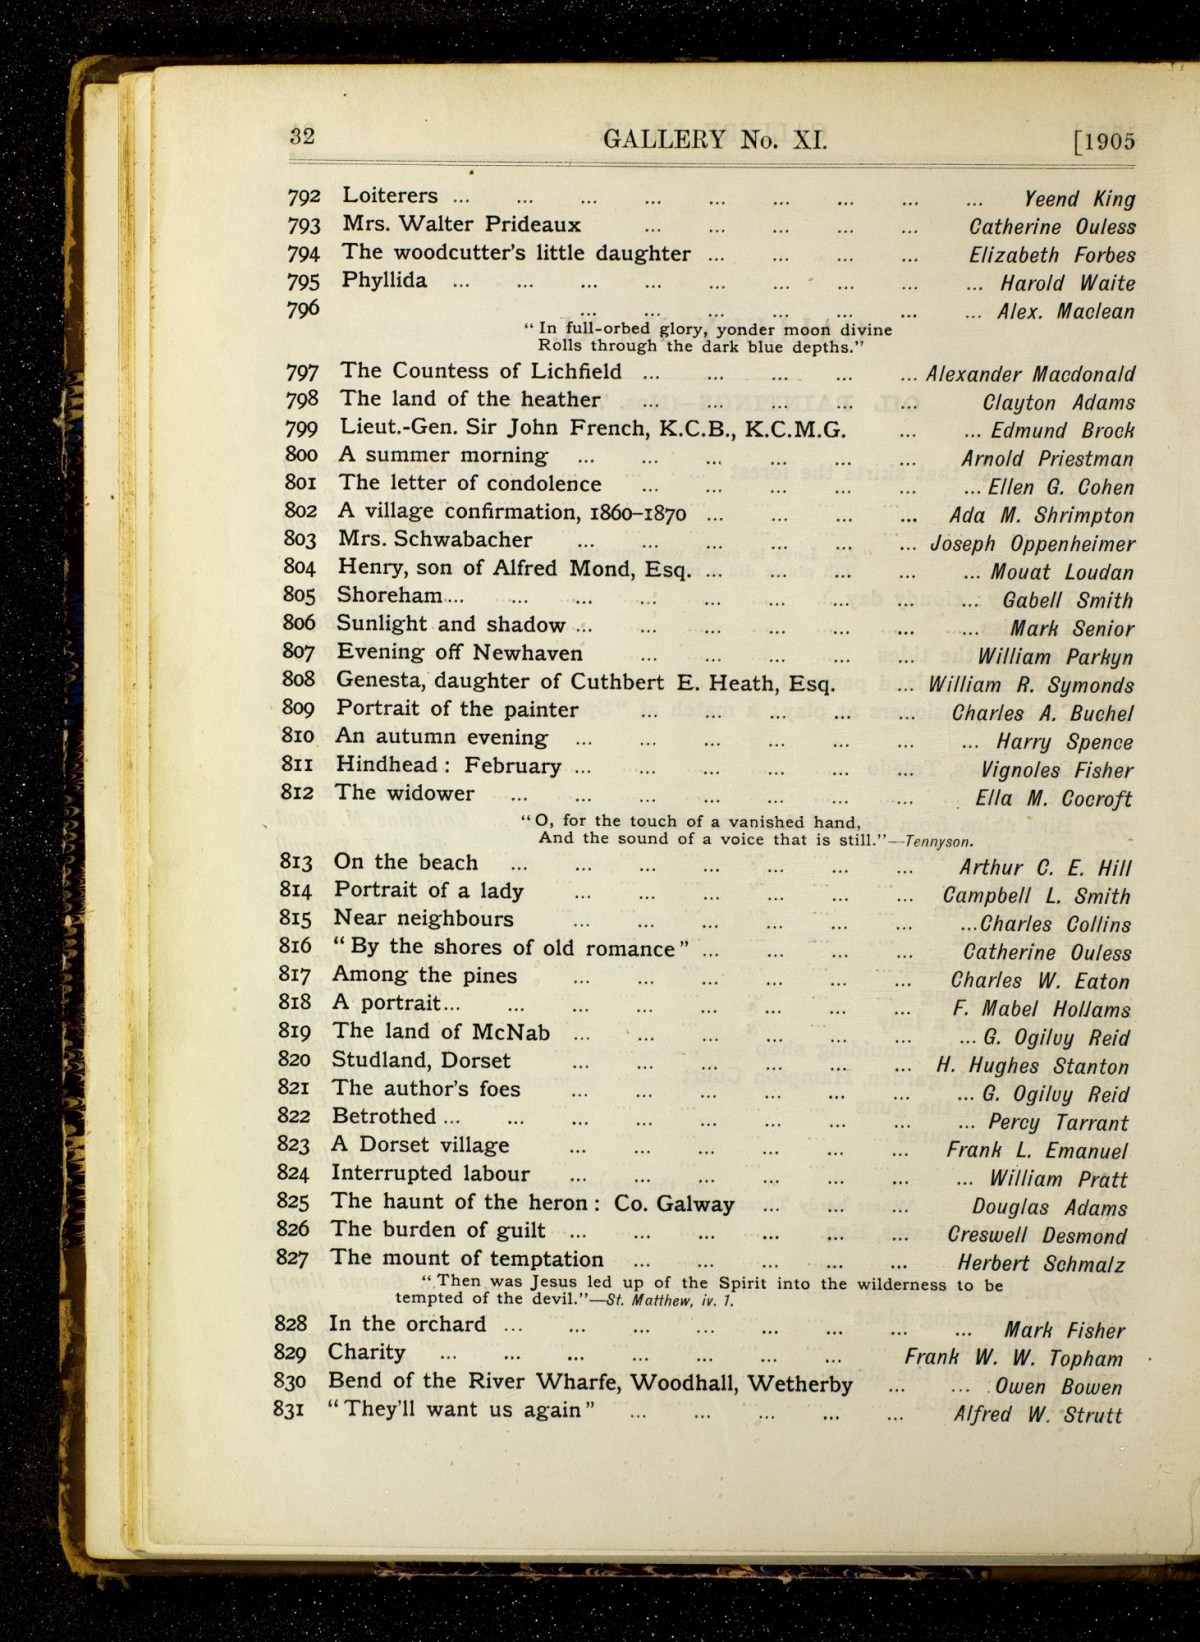 32 GALLERY No. XI. [1905
792 Loiterers ... ... ... ... ... ... ... ... ... Yeend King
793 Mrs. Walter Prideaux ... ... ... ... ... Catherine Ouless
794 The woodcutter's little daughter ... ... ... ... Elizabeth Forbes
795 Phyllida ... ... ... ... ... ... ... ... ... Harold Waite
796 ... ... ... ... ... ... ... Alex. Maclean
"In full-orbed glory, yonder moon divine
Rolls through the dark blue depths."
797 The Countess of Lichfield ... ... ... ... ... Alexander Macdonald
798 The land of the heather ... ... ... ... ... Clayton Adams
799 Lieut.-Gen. Sir John French, K.C.B., K.C.M.G. ... ... Edmund Brock
800 A summer morning ... ... ... ... ... ... Arnold Priestman
801 The letter of condolence ... ... ... ... ... ... Ellen G. Cohen
802 A village confirmation, 1860–1870 ... ... ... ... Ada M. Shrimpton
803 Mrs. Schwabacher ... ... ... ... ... ... Joseph Oppenheimer
804 Henry, son of Alfred Mond, Esq. ... ... ... ... ... Mouat Loudan
805 Shoreham ... ... ... ... ... ... ... ... ... Gabell Smith
806 Sunlight and shadow ... ... ... ... ... ... ... Mark Senior
807 Evening off Newhaven ... ... ... ... ... William Parkyn
808 Genesta, daughter of Cuthbert E. Heath, Esq. ... William R. Symonds
809 Portrait of the painter ... ... ... ... ... Charles A. Buchel
810 An autumn evening ... ... ... ... ... ... ... Harry Spence
811 Hindhead: February ... ... ... ... ... ... Vignoles Fisher
812 The widower ... ... ... ... ... ... ... Ella M. Cocroft
"O, for the touch of a vanished hand,
And the sound of a voice that is still."—Tennyson.
813 On the beach ... ... ... ... ... ... ... Arthur C. E. Hill
814 Portrait of a lady ... ... ... ... ... ... Campbell L. Smith
815 Near neighbours ... ... ... ... ... ... ... Charles Collins
816 "By the shores of old romance" ... ... ... ... Catherine Ouless
817 Among the pines ... ... ... ... ... ... Charles W. Eaton
818 A portrait ... ... ... ... ... ... ... ... F. Mabel Hollams
819 The land of McNab ... ... ... ... ... ... ... G. Ogilvy Reid
820 Studland, Dorset ... ... ... ... ... ... H. Hughes Stanton
821 The author's foes ... ... ... ... ... ... ... G. Ogilvy Reid
822 Betrothed ... ... ... ... ... ... ... ... ... Percy Tarrant
823 A Dorset village ... ... ... ... ... ... Frank L. Emanuel
824 Interrupted labour ... ... ... ... ... ... ... William Pratt
825 The haunt of the heron: Co. Galway ... ... ... Douglas Adams
826 The burden of guilt ... ... ... ... ... ... Creswell Desmond
827 The mount of temptation ... ... ... ... ... Herbert Schmalz
"Then was Jesus led up of the Spirit into the wilderness to be
tempted of the devil."—St. Matthew, iv. 1.
828 In the orchard ... ... ... ... ... ... ... ... Mark Fisher
829 Charity ... ... ... ... ... ... ... Frank W. W. Topham
830 Bend of the River Wharfe, Woodhall, Wetherby ... ... Owen Bowen
831 "They'll want us again" ... ... ... ... ... Alfred W. Strutt